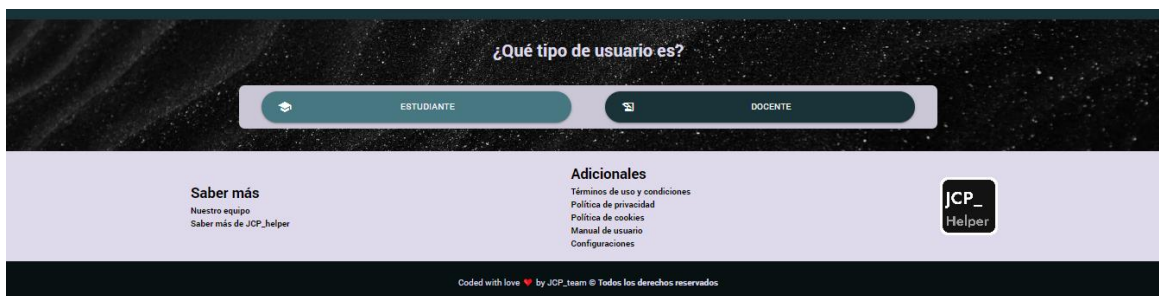 ¿Qué tipo de usuario es?
ESTUDIANTE
DOCENTE
Saber más
Nuestro equipo
Saber más de JCP_helper
Adicionales
Términos de uso y condiciones
Política de privacidad
Política de cookies
Manual de usuario
Configuraciones
JCP_
Helper
Coded with love ❤ by JCP_team © Todos los derechos reservados